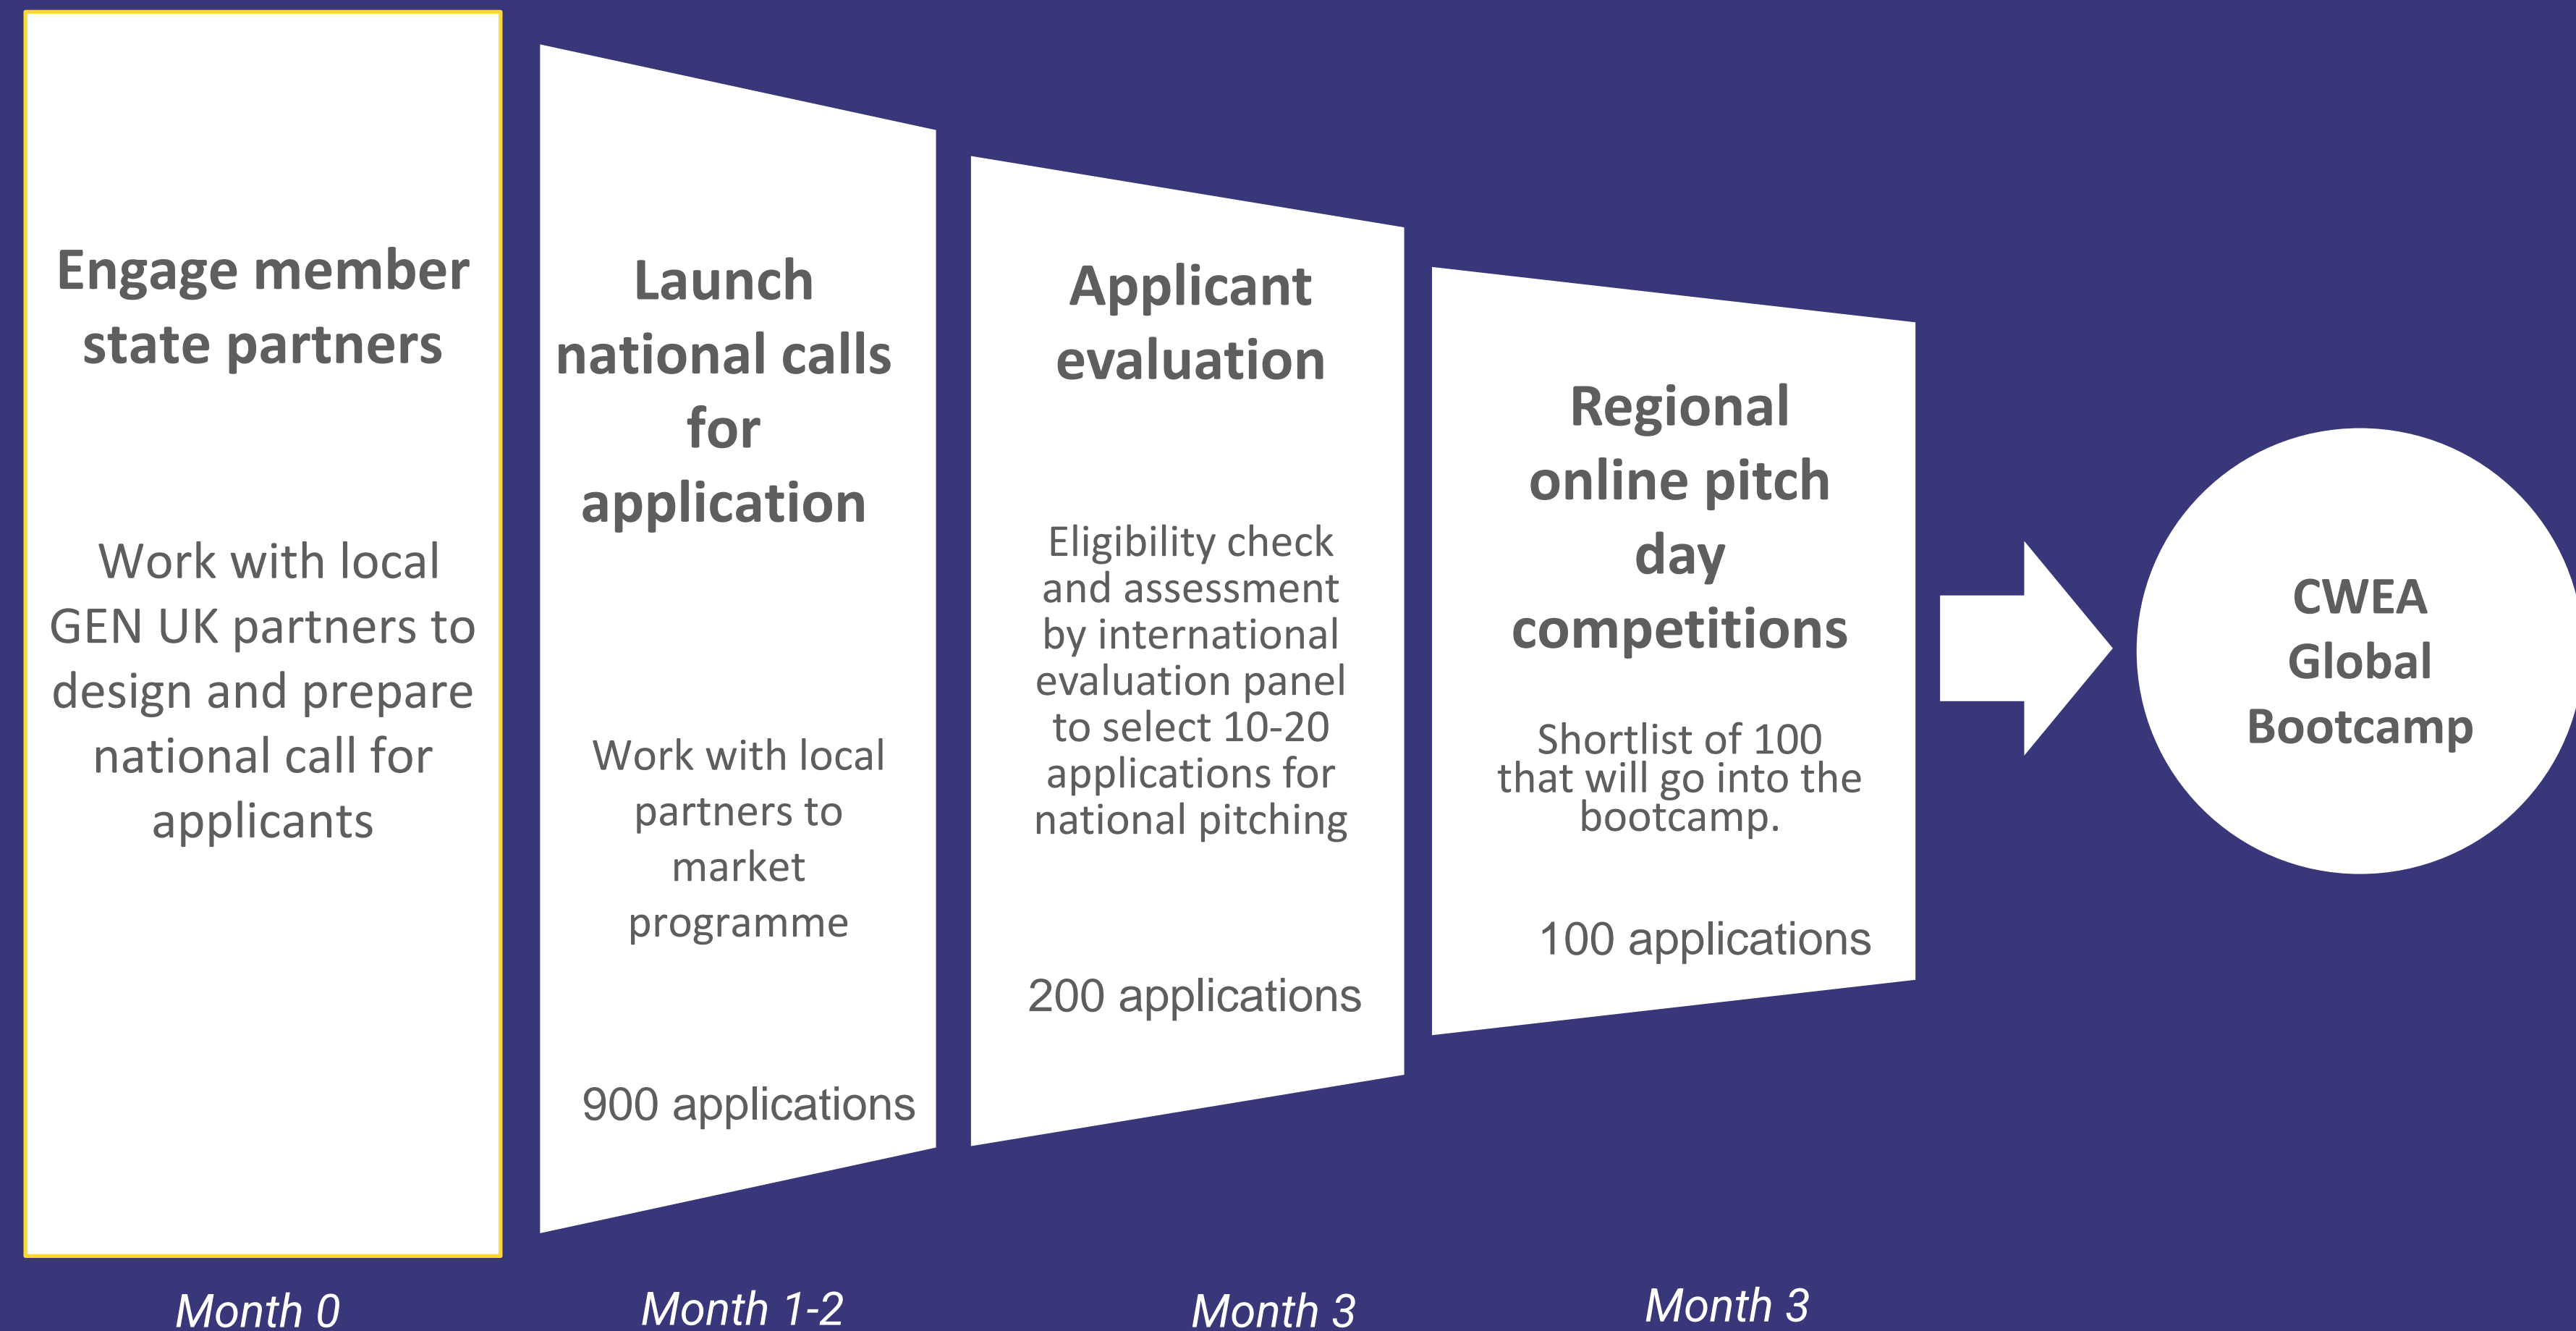 Engage member
state partners
Work with local
GEN UK partners to
design and prepare
national call for
applicants
Month 0
Launch
national calls
for
application
Work with local
partners to
market
programme
900 applications
Month 1-2
Applicant
evaluation
Eligibility check
and assessment
by international
evaluation panel
to select 10-20
applications for
national pitching
200 applications
Month 3
Regional
online pitch
day
competitions
Shortlist of 100
that will go into the
bootcamp.
100 applications
Month 3
CWEA
Global
Bootcamp